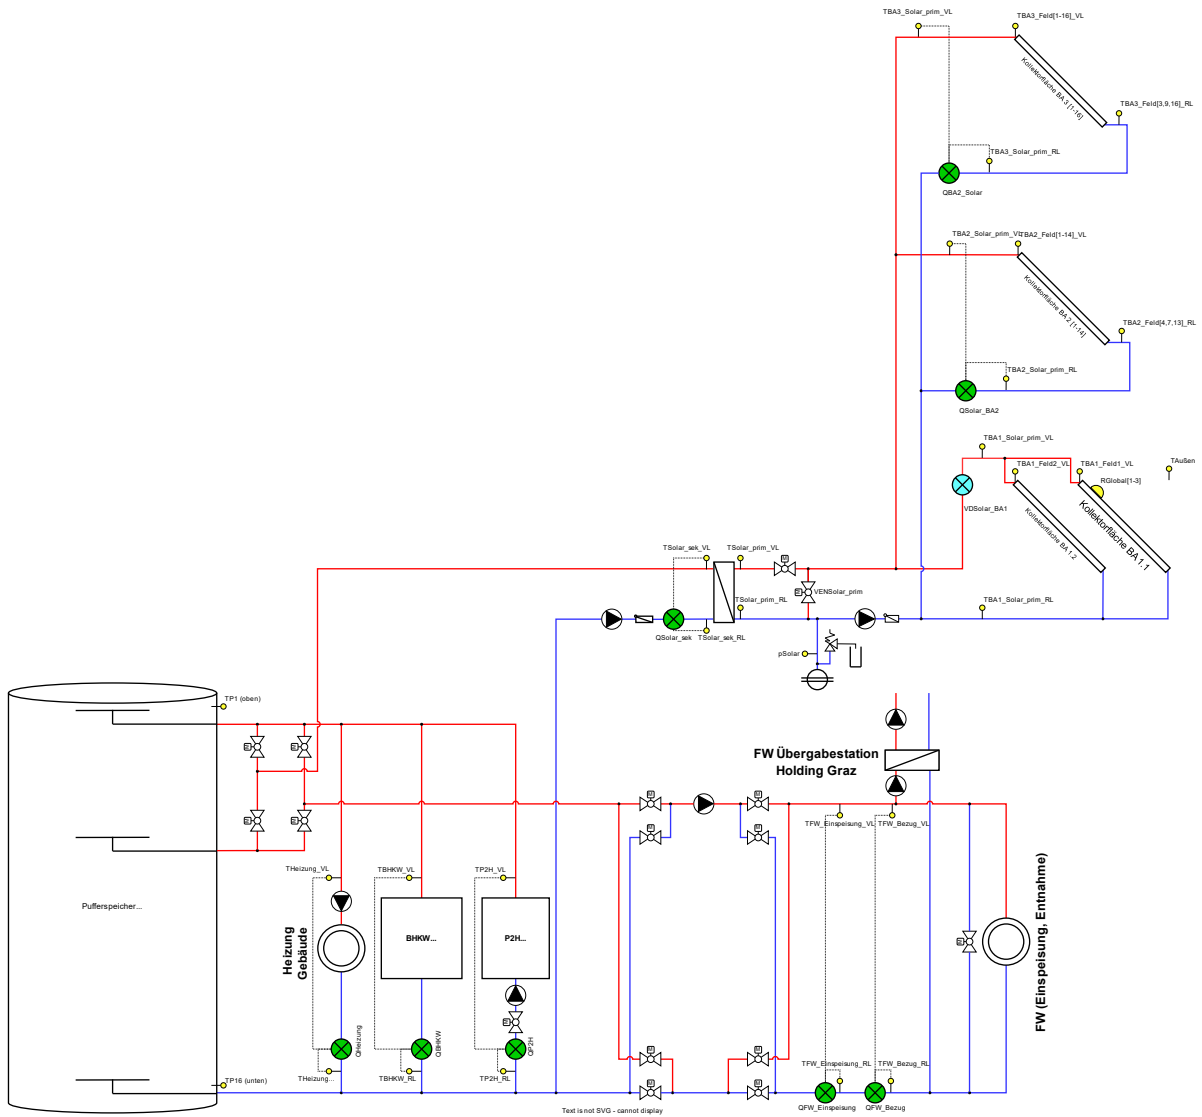 TBA3_Solar_prim_VL
TBA3_Feld[1-16]_VL
Kollektorfläche BA 3 [1-16]
TBA3_Feld[3,9,16]_RL
TBA3_Solar_prim_RL
QBA2_Solar
TBA2_Solar_prim_VL
TBA2_Feld[1-14]_VL
Kollektorfläche BA 2 [1-14]
TBA2_Feld[4,7,13]_RL
TBA2_Solar_prim_RL
QSolar_BA2
TBA1_Solar_prim_VL
TBA1_Feld2_VL
TBA1_Feld1_VL
TAußen
RGlobal[1-3]
VDSolar_BA1
Kollektorfläche BA 1.2
Kollektorfläche BA 1.1
TSolar_sek_VL
TSolar_prim_VL
M
M
VENSolar_prim
TSolar_prim_RL
TBA1_Solar_prim_RL
QSolar_sek
TSolar_sek_RL
pSolar
TP1 (oben)
M
M
FW Übergabestation
Holding Graz
M
M
M
M
M
M
TFW_Einspeisung_VL
TFW_Bezug_VL
THeizung_VL
TBHKW_VL
TP2H_VL
Pufferspeicher...
Heizung
Gebäude
BHKW...
P2H...
M
FW (Einspeisung, Entnahme)
M
QHeizung
QBHKW
QP2H
M
M
TFW_Einspeisung_RL
TFW_Bezug_RL
TP16 (unten)
THeizung...
TBHKW_RL
TP2H_RL
M
M
QFW_Einspeisung
QFW_Bezug
Text is not SVG - cannot display